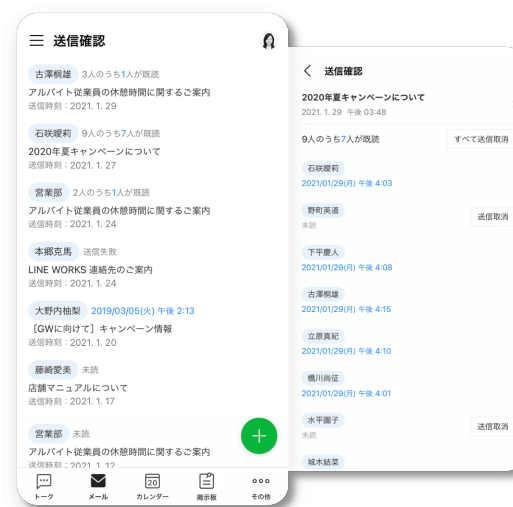 送信確認
古澤桐雄 3人のうち1人が既読
アルバイト従業員の休憩時間に関するご案内
送信時刻：2021. 1. 29
石咲愛莉 9人のうち7人が既読
2020年夏キャンペーンについて
送信時刻：2021. 1. 27
営業部 2人のうち1人が既読
アルバイト従業員の休憩時間に関するご案内
送信時刻：2021. 1. 24
本郷克馬 送信失敗
LINE WORKS 連絡先のご案内
送信時刻：2021. 1. 24
大野内柚梨 2019/03/05(火) 午後 2:13
［GWに向けて］キャンペーン情報
送信時刻：2021. 1. 20
藤崎愛美 未読
店舗マニュアルについて
送信時刻：2021. 1. 17
営業部 未読
アルバイト従業員の休憩時間に関するご案内
送信時刻：2021. 1. 12
トーク
メール
20
カレンダー
掲示板
その他
送信確認
2020年夏キャンペーンについて
2021. 1. 29 午後 03:48
9人のうち7人が既読 すべて送信取消
石咲愛莉
2021/01/29(月) 午後 4:03
野町英道
未読
送信取消
下平慶人
2021/01/29(月) 午後 4:08
古澤桐雄
2021/01/29(月) 午後 4:15
立原真紀
2021/01/29(月) 午後 4:10
橋川尚征
2021/01/29(月) 午後 4:01
水平園子
未読
送信取消
城木結菜